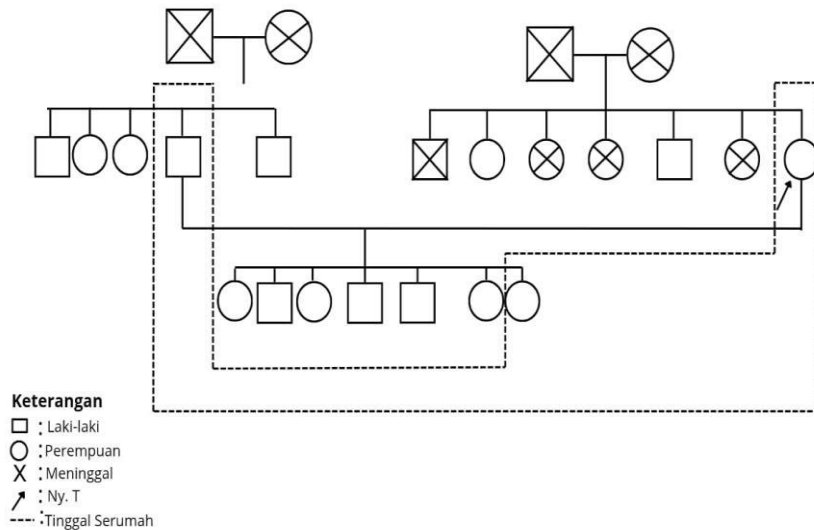 Keterangan
: Laki-laki
: Perempuan
: Meninggal
: Ny. T
: Tinggal Serumah